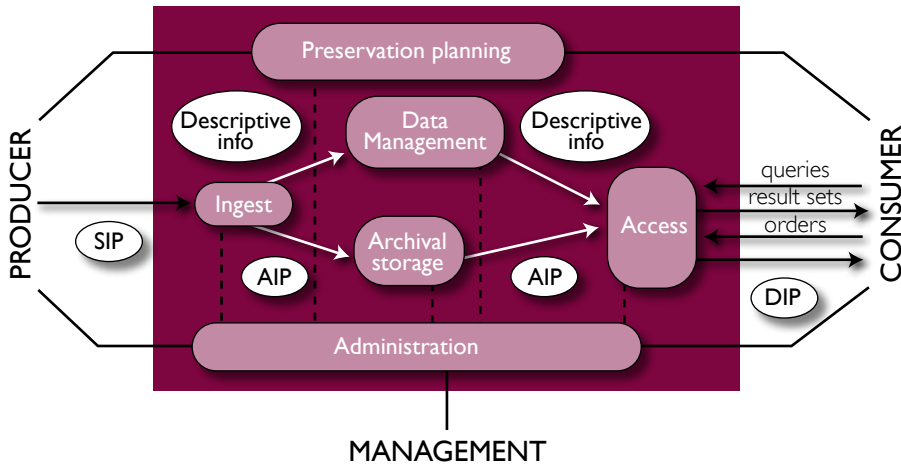 Preservation planning
PRODUCER
Descriptive
info
Data
Management
Descriptive
info
CONSUMER
queries
Ingest
result sets
Access
orders
SIP
Archival
storage
AIP
AIP
DIP
Administration
MANAGEMENT